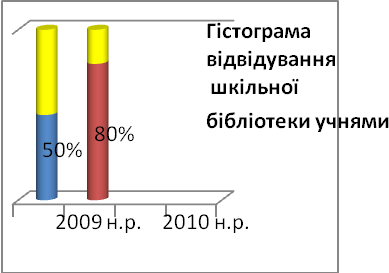 Гістограма
відвідування
шкільної
бібліотеки учнями
50%
80%
2009 н.р.
2010 н.р.